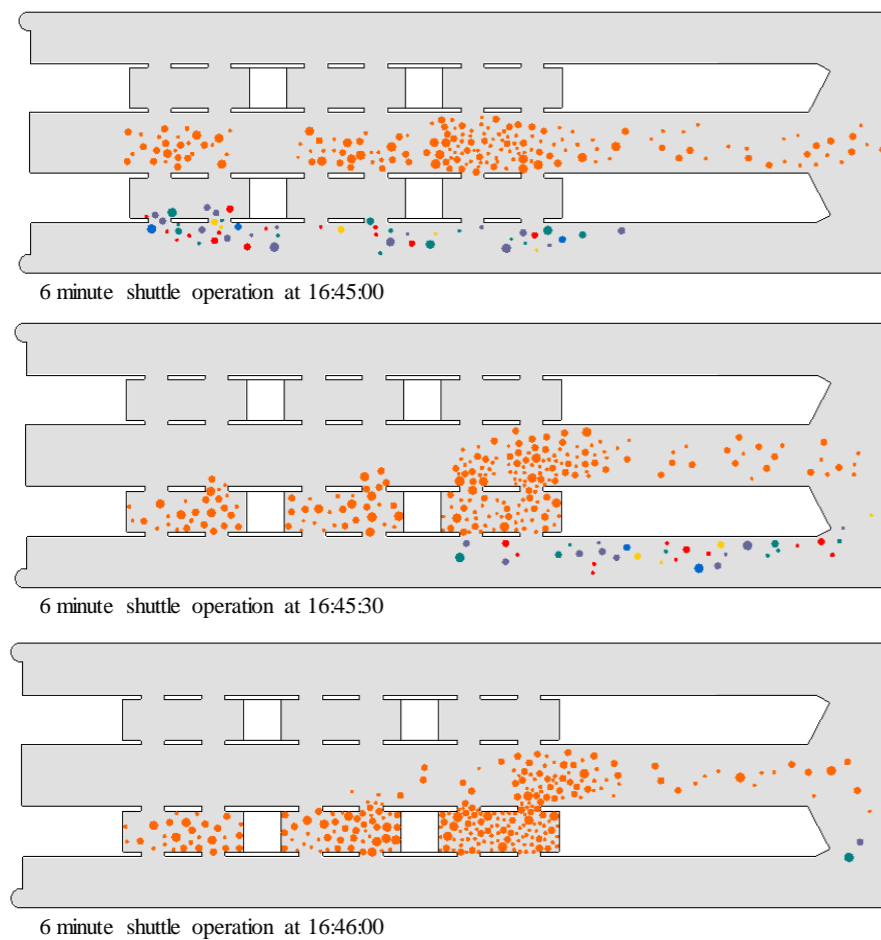 6 minute shuttle operation at 16:45:00
6 minute shuttle operation at 16:45:30
6 minute shuttle operation at 16:46:00